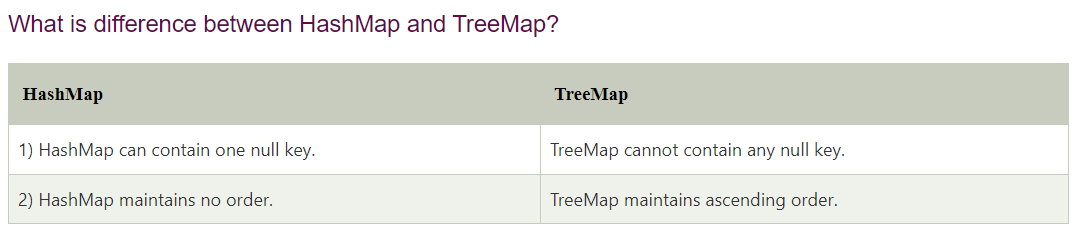 What is difference between HashMap and TreeMap?
HashMap TreeMap
1) HashMap can contain one null key. TreeMap cannot contain any null key.
2) HashMap maintains no order. TreeMap maintains ascending order.